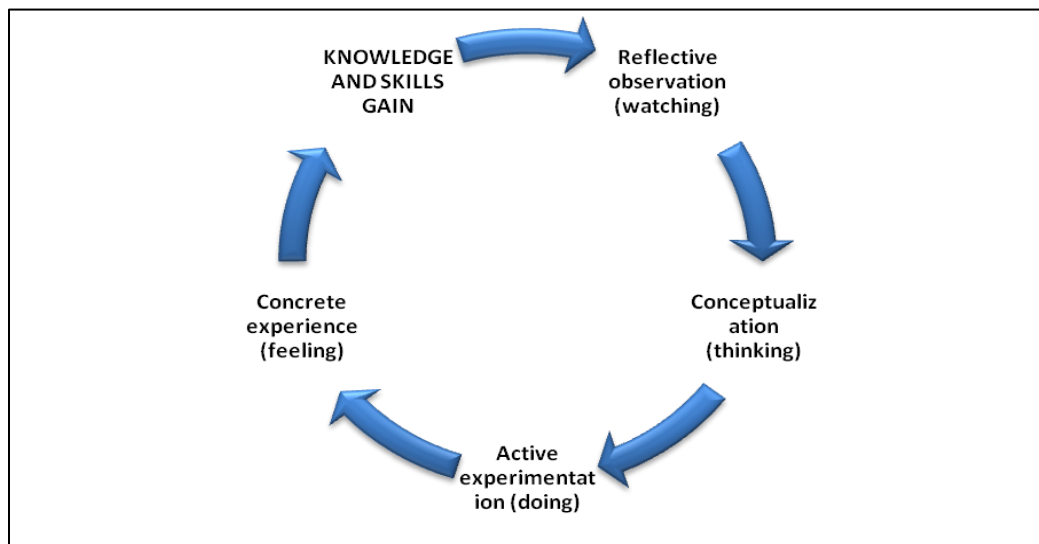 KNOWLEDGE
AND SKILLS
GAIN
Reflective
observation
(watching)
Conceptualiz
ation
(thinking)
Active
experimentat
ion (doing)
Concrete
experience
(feeling)